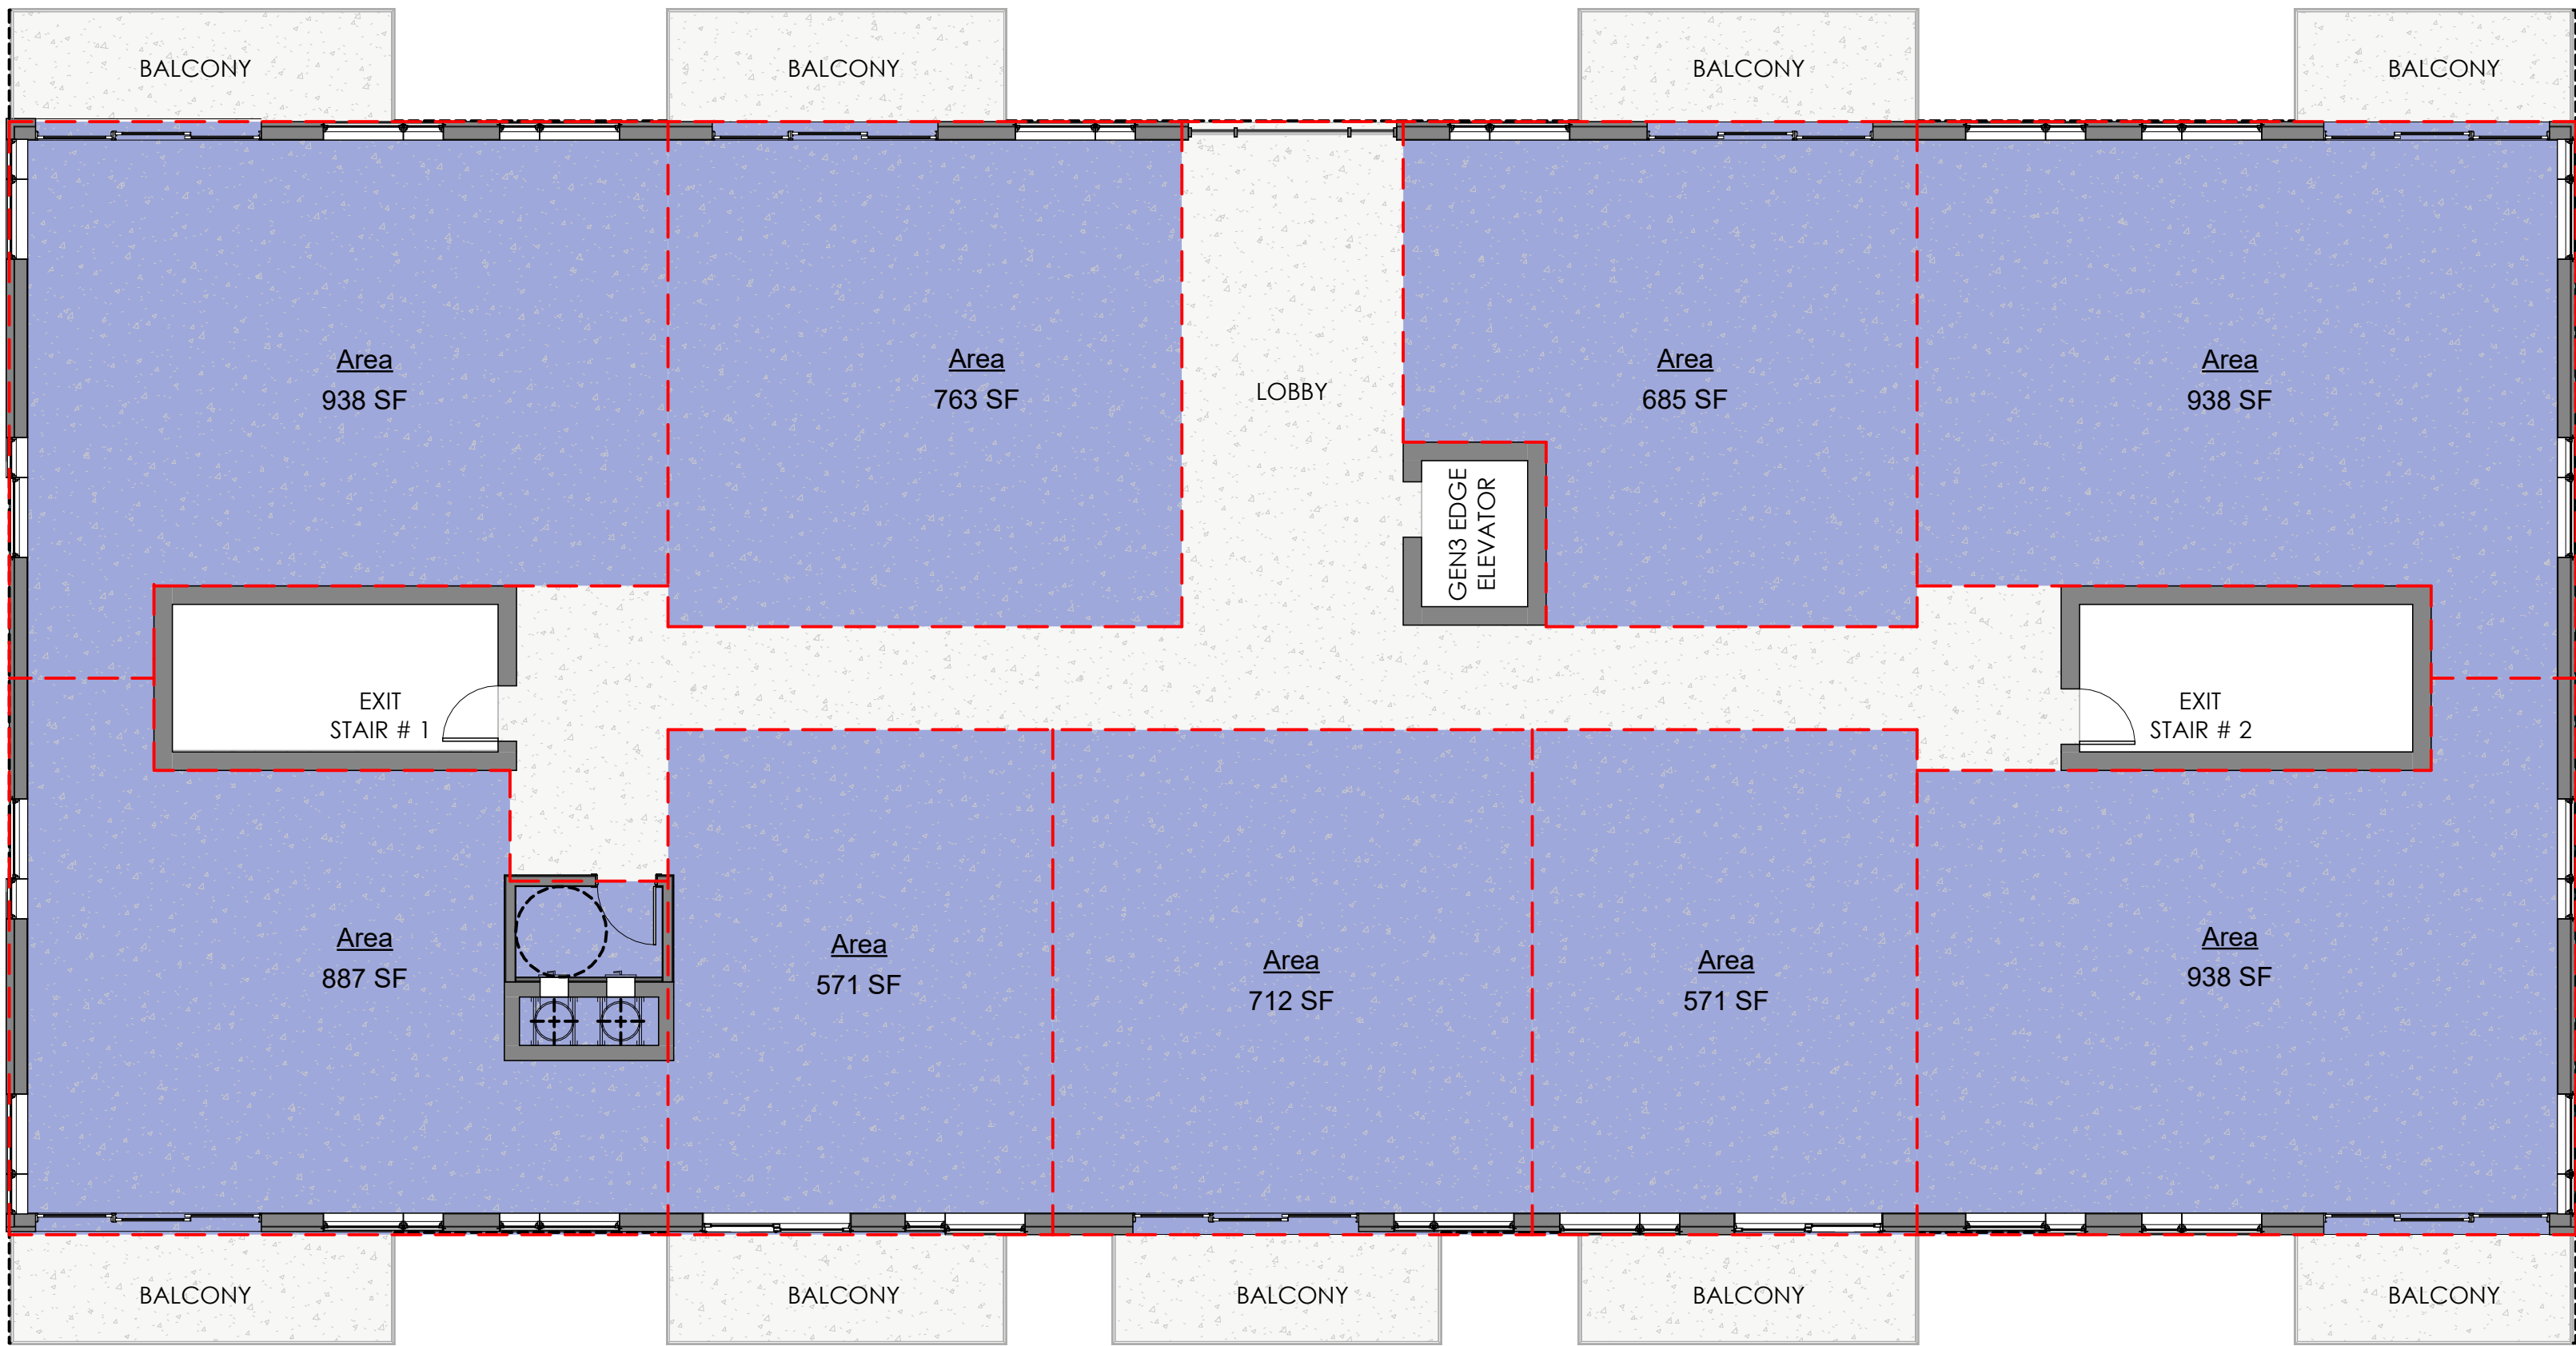 BALCONY
BALCONY
BALCONY
BALCONY
Area
938 SF
Area
763 SF
LOBBY
Area
685 SF
Area
938 SF
GEN3 EDGE
ELEVATOR
EXIT
STAIR # 1
EXIT
STAIR # 2
Area
887 SF
Area
571 SF
Area
712 SF
Area
571 SF
Area
938 SF
BALCONY
BALCONY
BALCONY
BALCONY
BALCONY